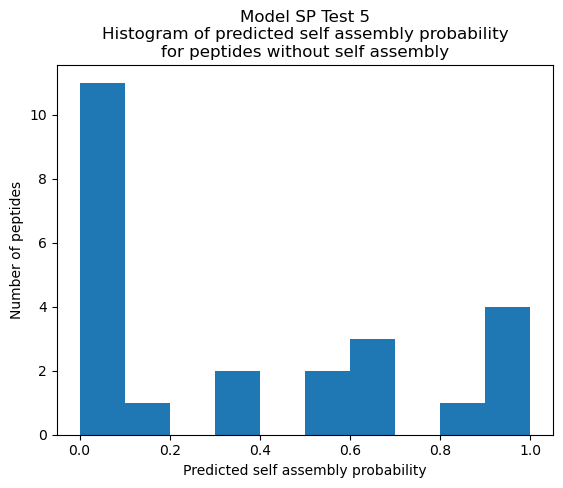 Model SP Test 5
Histogram of predicted self assembly probability
for peptides without self assembly
10
8
6
4
2
0
Number of peptides
0.0 0.2 0.4 0.6 0.8 1.0
Predicted self assembly probability